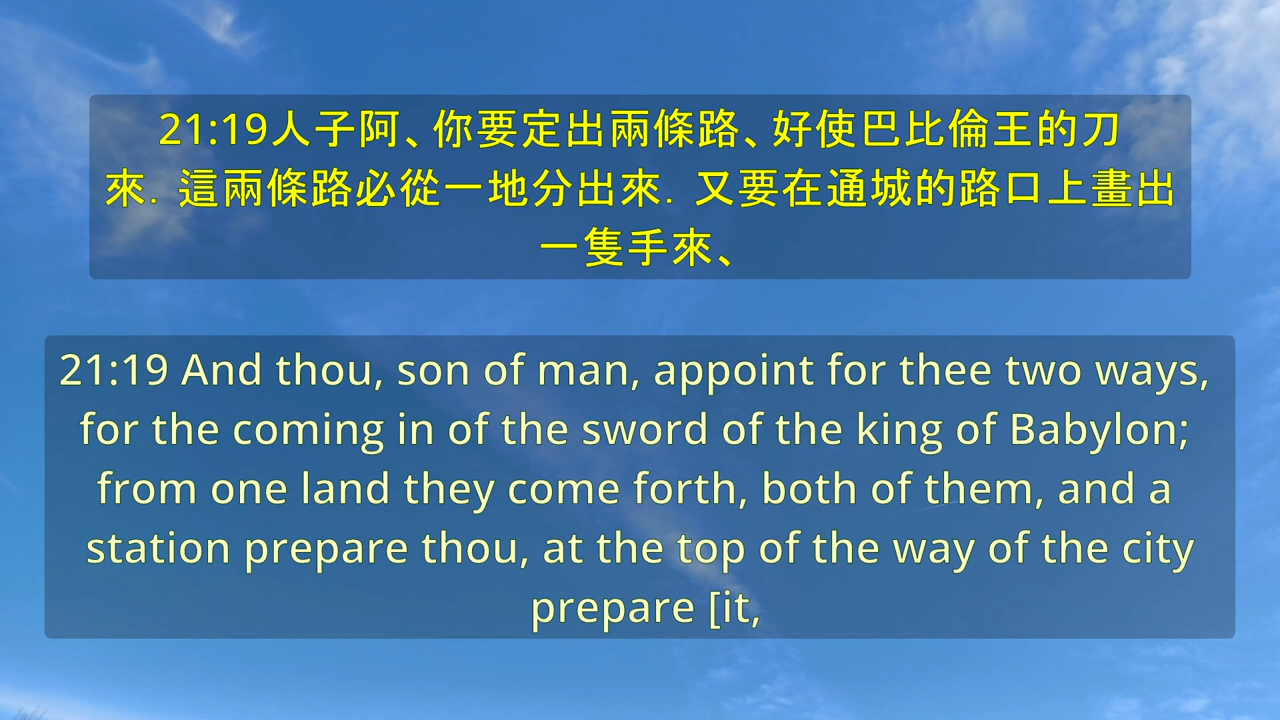 21:19人子阿、你要定出兩條路、好使巴比倫王的刀
來. 這兩條路必從一地分出來. 又要在通城的路口上畫出
一隻手來、
21:19 And thou, son of man, appoint for thee two ways,
for the coming in of the sword of the king of Babylon;
from one land they come forth, both of them, and a
station prepare thou, at the top of the way of the city
prepare [it,